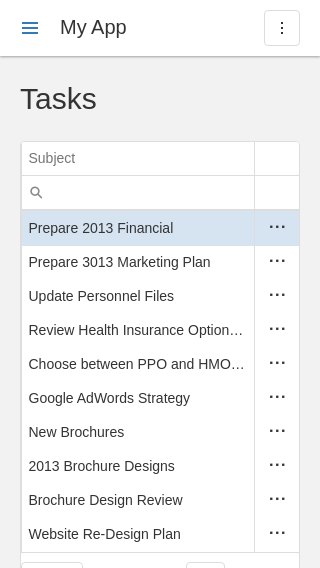 My App
Tasks
Subject
Prepare 2013 Financial
Prepare 3013 Marketing Plan
Update Personnel Files
Review Health Insurance Option…
Choose between PPO and HMO…
Google AdWords Strategy
New Brochures
2013 Brochure Designs
Brochure Design Review
Website Re-Design Plan